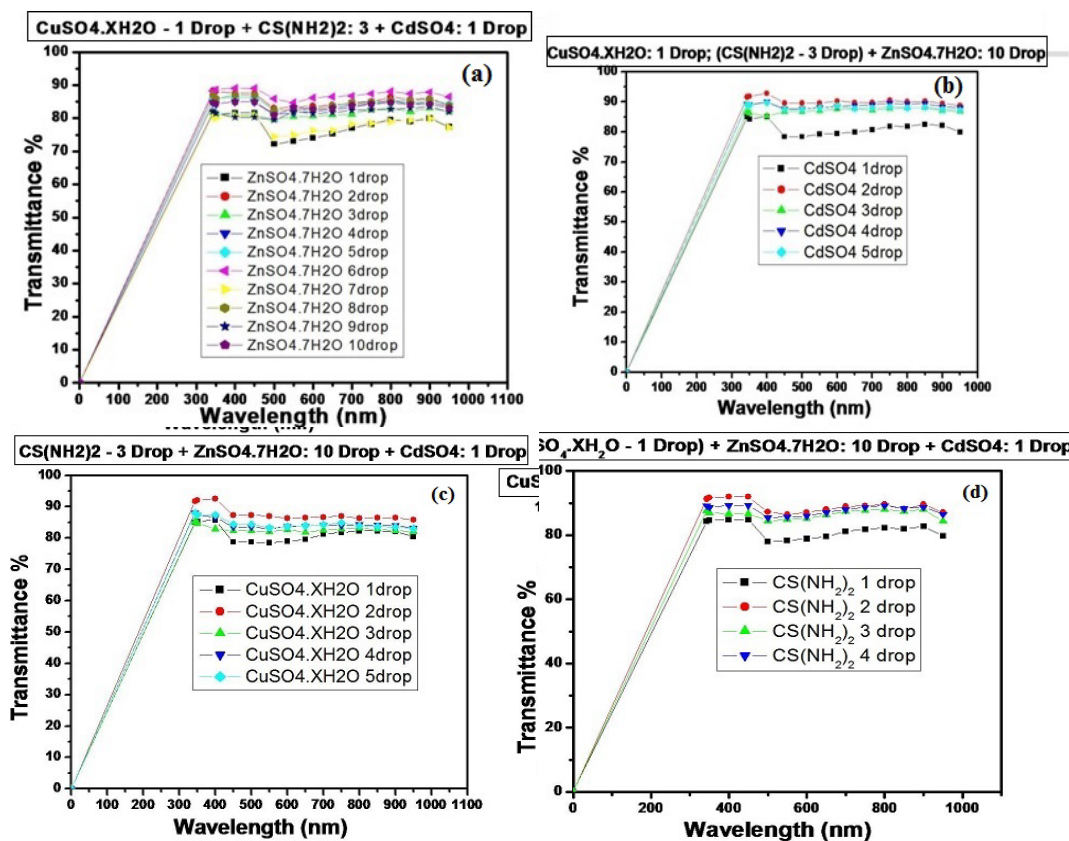 CuSO4.XH2O - 1 Drop + CS(NH2)2: 3 + CdSO4: 1 Drop
(a)
Transmittance %
100
90
80
70
60
50
40
30
20
10
0
ZnSO4.7H2O 1drop
ZnSO4.7H2O 2drop
ZnSO4.7H2O 3drop
ZnSO4.7H2O 4drop
ZnSO4.7H2O 5drop
ZnSO4.7H2O 6drop
ZnSO4.7H2O 7drop
ZnSO4.7H2O 8drop
ZnSO4.7H2O 9drop
ZnSO4.7H2O 10drop
0 100 200 300 400 500 600 700 800 900 1000 1100
Wavelength (nm)
CuSO4.XH2O: 1 Drop; (CS(NH2)2 - 3 Drop) + ZnSO4.7H2O: 10 Drop
(b)
Transmittance %
100
90
80
70
60
50
40
30
20
10
0
CdSO4 1drop
CdSO4 2drop
CdSO4 3drop
CdSO4 4drop
CdSO4 5drop
0 100 200 300 400 500 600 700 800 900 1000
Wavelength (nm)
CS(NH2)2 - 3 Drop + ZnSO4.7H2O: 10 Drop + CdSO4: 1 Drop
(c)
Transmittance %
100
90
80
70
60
50
40
30
20
10
0
CuSO4.XH2O 1drop
CuSO4.XH2O 2drop
CuSO4.XH2O 3drop
CuSO4.XH2O 4drop
CuSO4.XH2O 5drop
0 100 200 300 400 500 600 700 800 900 1000 1100
Wavelength (nm)
SO₄.XH₂O - 1 Drop) + ZnSO4.7H2O: 10 Drop + CdSO4: 1 Drop
CuS
(d)
Transmittance %
100
80
60
40
20
0
CS(NH₂)₂ 1 drop
CS(NH₂)₂ 2 drop
CS(NH₂)₂ 3 drop
CS(NH₂)₂ 4 drop
0 200 400 600 800 1000
Wavelength (nm)